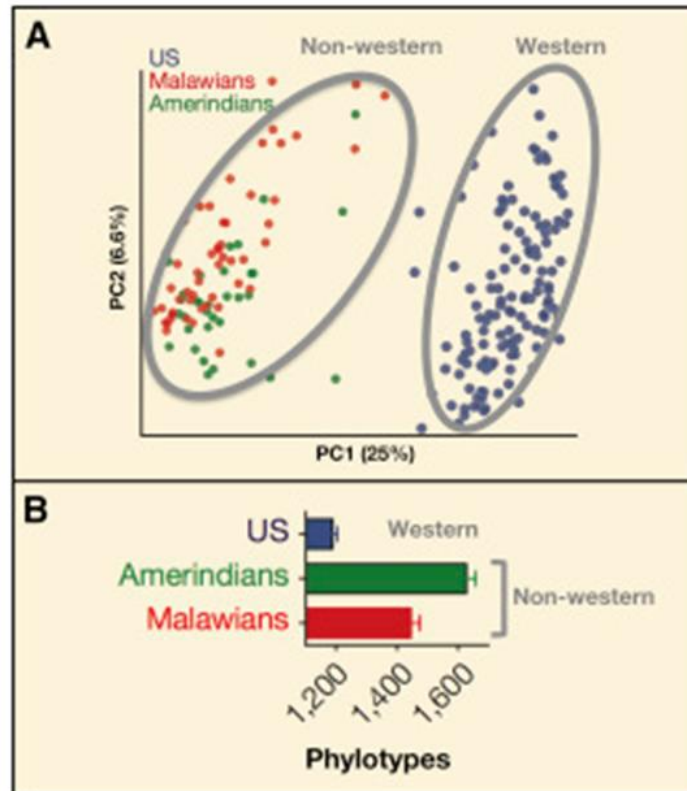 A
Non-western Western
US
Malawians
Amerindians
PC2 (6.6%)
PC1 (25%)
B
US Western
Amerindians
Non-western
Malawians
1,200 1,400 1,600
Phylotypes